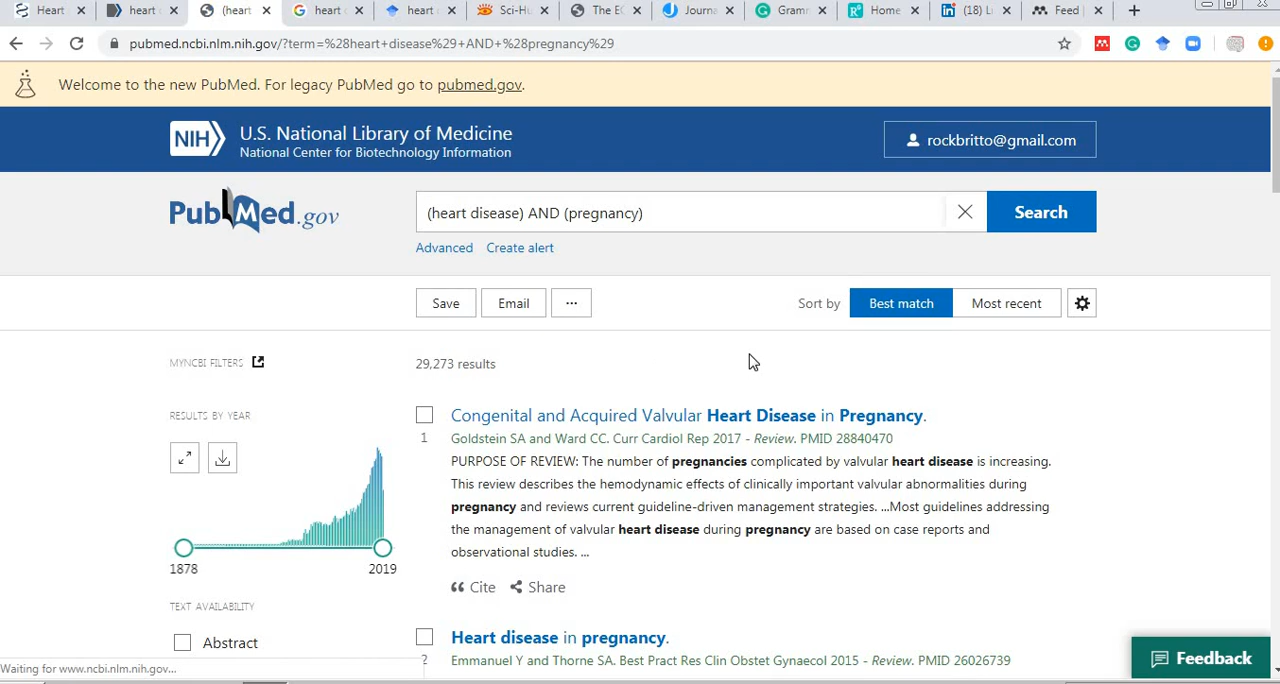 Heart
heart
(heart
heart
heart
Sci-H
The E
Journ
Gram
Home
(18) L
Feed
pubmed.ncbi.nlm.nih.gov/?term=%28heart+disease%29+AND+%28pregnancy%29
Welcome to the new PubMed. For legacy PubMed go to pubmed.gov.
NIH
U.S. National Library of Medicine
National Center for Biotechnology Information
rockbritto@gmail.com
PubMed.gov
(heart disease) AND (pregnancy)
Search
Advanced
Create alert
Save
Email
...
Sort by
Best match
Most recent
MYNCBI FILTERS
29,273 results
RESULTS BY YEAR
Congenital and Acquired Valvular Heart Disease in Pregnancy.
1
Goldstein SA and Ward CC. Curr Cardiol Rep 2017 - Review. PMID 28840470
PURPOSE OF REVIEW: The number of pregnancies complicated by valvular heart disease is increasing.
This review describes the hemodynamic effects of clinically important valvular abnormalities during
pregnancy and reviews current guideline-driven management strategies. ...Most guidelines addressing
the management of valvular heart disease during pregnancy are based on case reports and
observational studies. ...
1878
2019
Cite
Share
TEXT AVAILABILITY
Abstract
Heart disease in pregnancy.
Emmanuel Y and Thorne SA. Best Pract Res Clin Obstet Gynaecol 2015 - Review. PMID 26026739
Feedback
Waiting for www.ncbi.nlm.nih.gov...